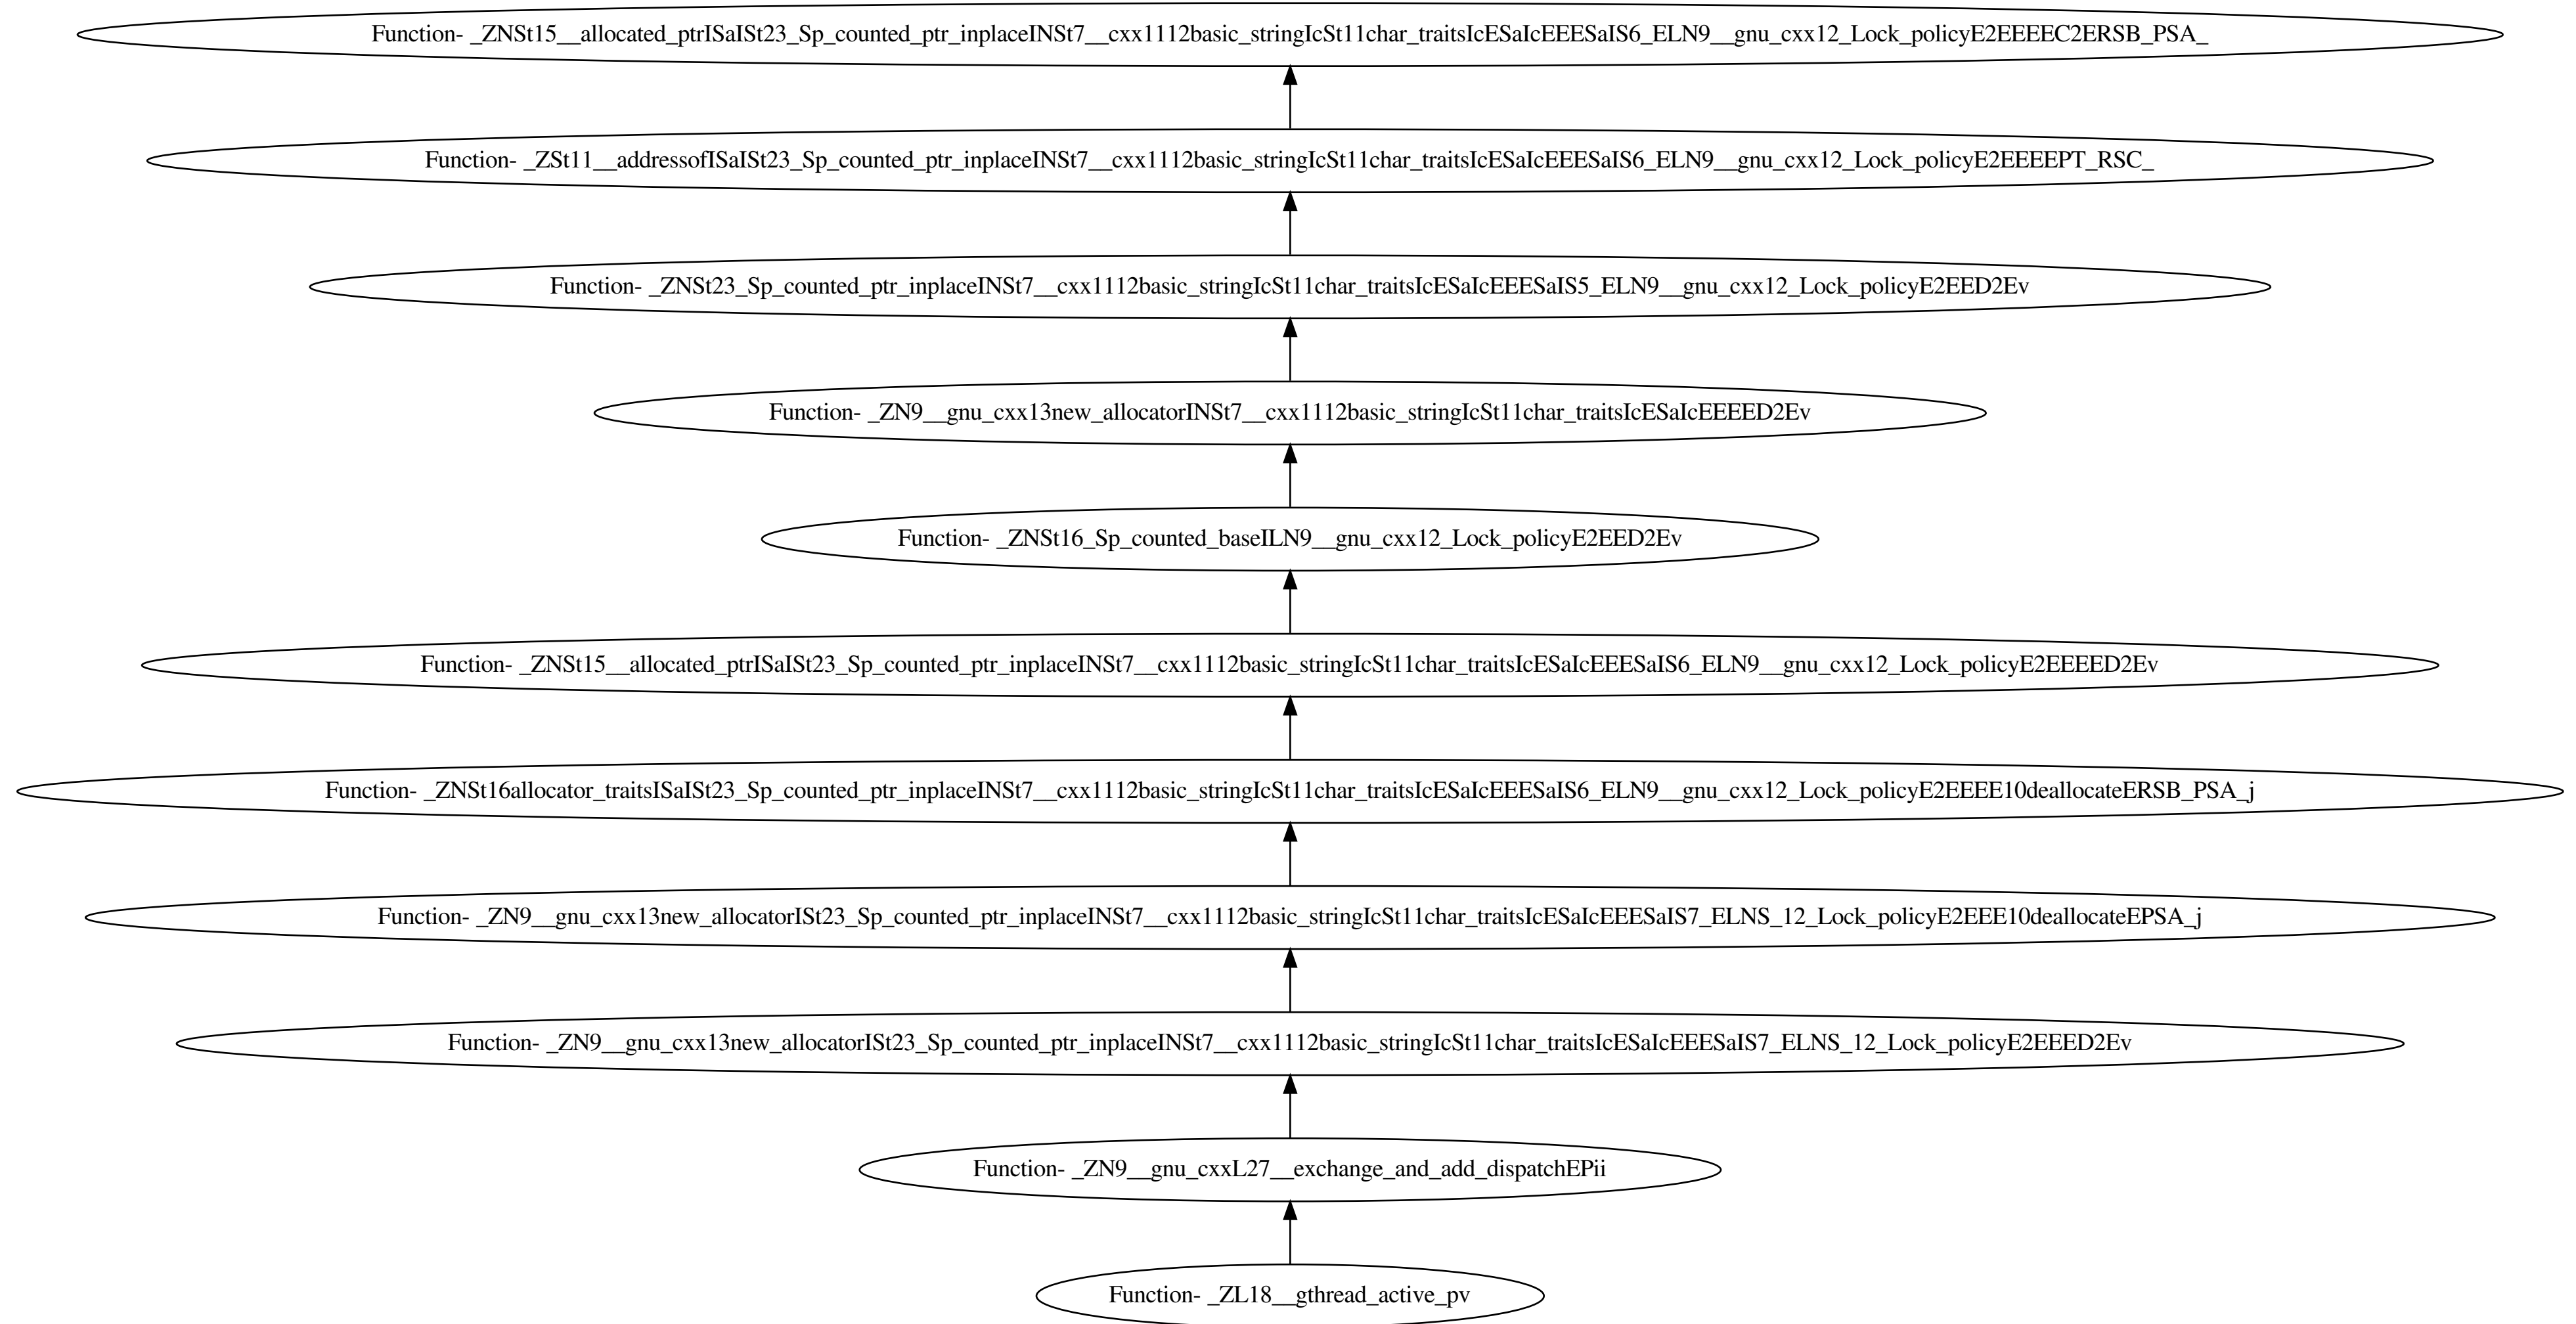 Function- _ZNSt15__allocated_ptrISaISt23_Sp_counted_ptr_inplaceINSt7__cxx1112basic_stringIcSt11char_traitsIcESaIcEEESaIS6_ELN9__gnu_cxx12_Lock_policyE2EEEEC2ERSB_PSA_
Function- _ZSt11__addressofISaISt23_Sp_counted_ptr_inplaceINSt7__cxx1112basic_stringIcSt11char_traitsIcESaIcEEESaIS6_ELN9__gnu_cxx12_Lock_policyE2EEEEPT_RSC_
Function- _ZNSt23_Sp_counted_ptr_inplaceINSt7__cxx1112basic_stringIcSt11char_traitsIcESaIcEEESaIS5_ELN9__gnu_cxx12_Lock_policyE2EED2Ev
Function- _ZN9__gnu_cxx13new_allocatorINSt7__cxx1112basic_stringIcSt11char_traitsIcESaIcEEEED2Ev
Function- _ZNSt16_Sp_counted_baseILN9__gnu_cxx12_Lock_policyE2EED2Ev
Function- _ZNSt15__allocated_ptrISaISt23_Sp_counted_ptr_inplaceINSt7__cxx1112basic_stringIcSt11char_traitsIcESaIcEEESaIS6_ELN9__gnu_cxx12_Lock_policyE2EEEED2Ev
Function- _ZNSt16allocator_traitsISaISt23_Sp_counted_ptr_inplaceINSt7__cxx1112basic_stringIcSt11char_traitsIcESaIcEEESaIS6_ELN9__gnu_cxx12_Lock_policyE2EEEE10deallocateERSB_PSA_j
Function- _ZN9__gnu_cxx13new_allocatorISt23_Sp_counted_ptr_inplaceINSt7__cxx1112basic_stringIcSt11char_traitsIcESaIcEEESaIS7_ELNS_12_Lock_policyE2EEE10deallocateEPSA_j
Function- _ZN9__gnu_cxx13new_allocatorISt23_Sp_counted_ptr_inplaceINSt7__cxx1112basic_stringIcSt11char_traitsIcESaIcEEESaIS7_ELNS_12_Lock_policyE2EEED2Ev
Function- _ZN9__gnu_cxxL27__exchange_and_add_dispatchEPii
Function- _ZL18__gthread_active_pv